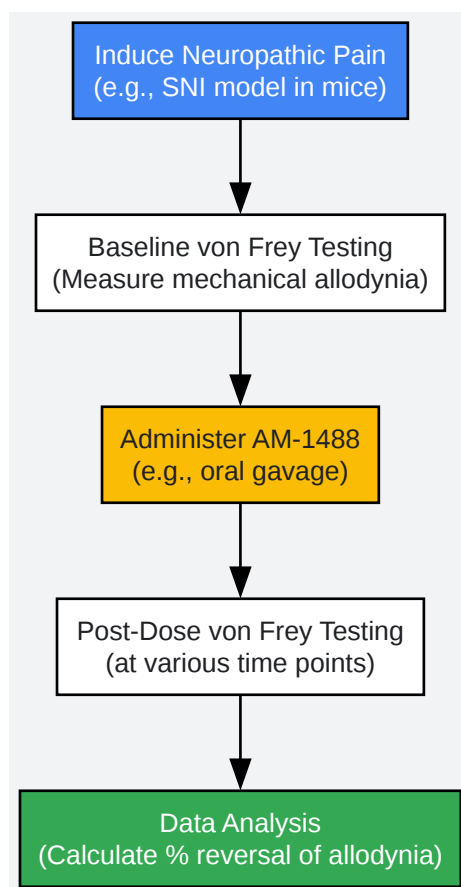 Induce Neuropathic Pain
(e.g., SNI model in mice)
Baseline von Frey Testing
(Measure mechanical allodynia)
Administer AM-1488
(e.g., oral gavage)
Post-Dose von Frey Testing
(at various time points)
Data Analysis
(Calculate % reversal of allodynia)